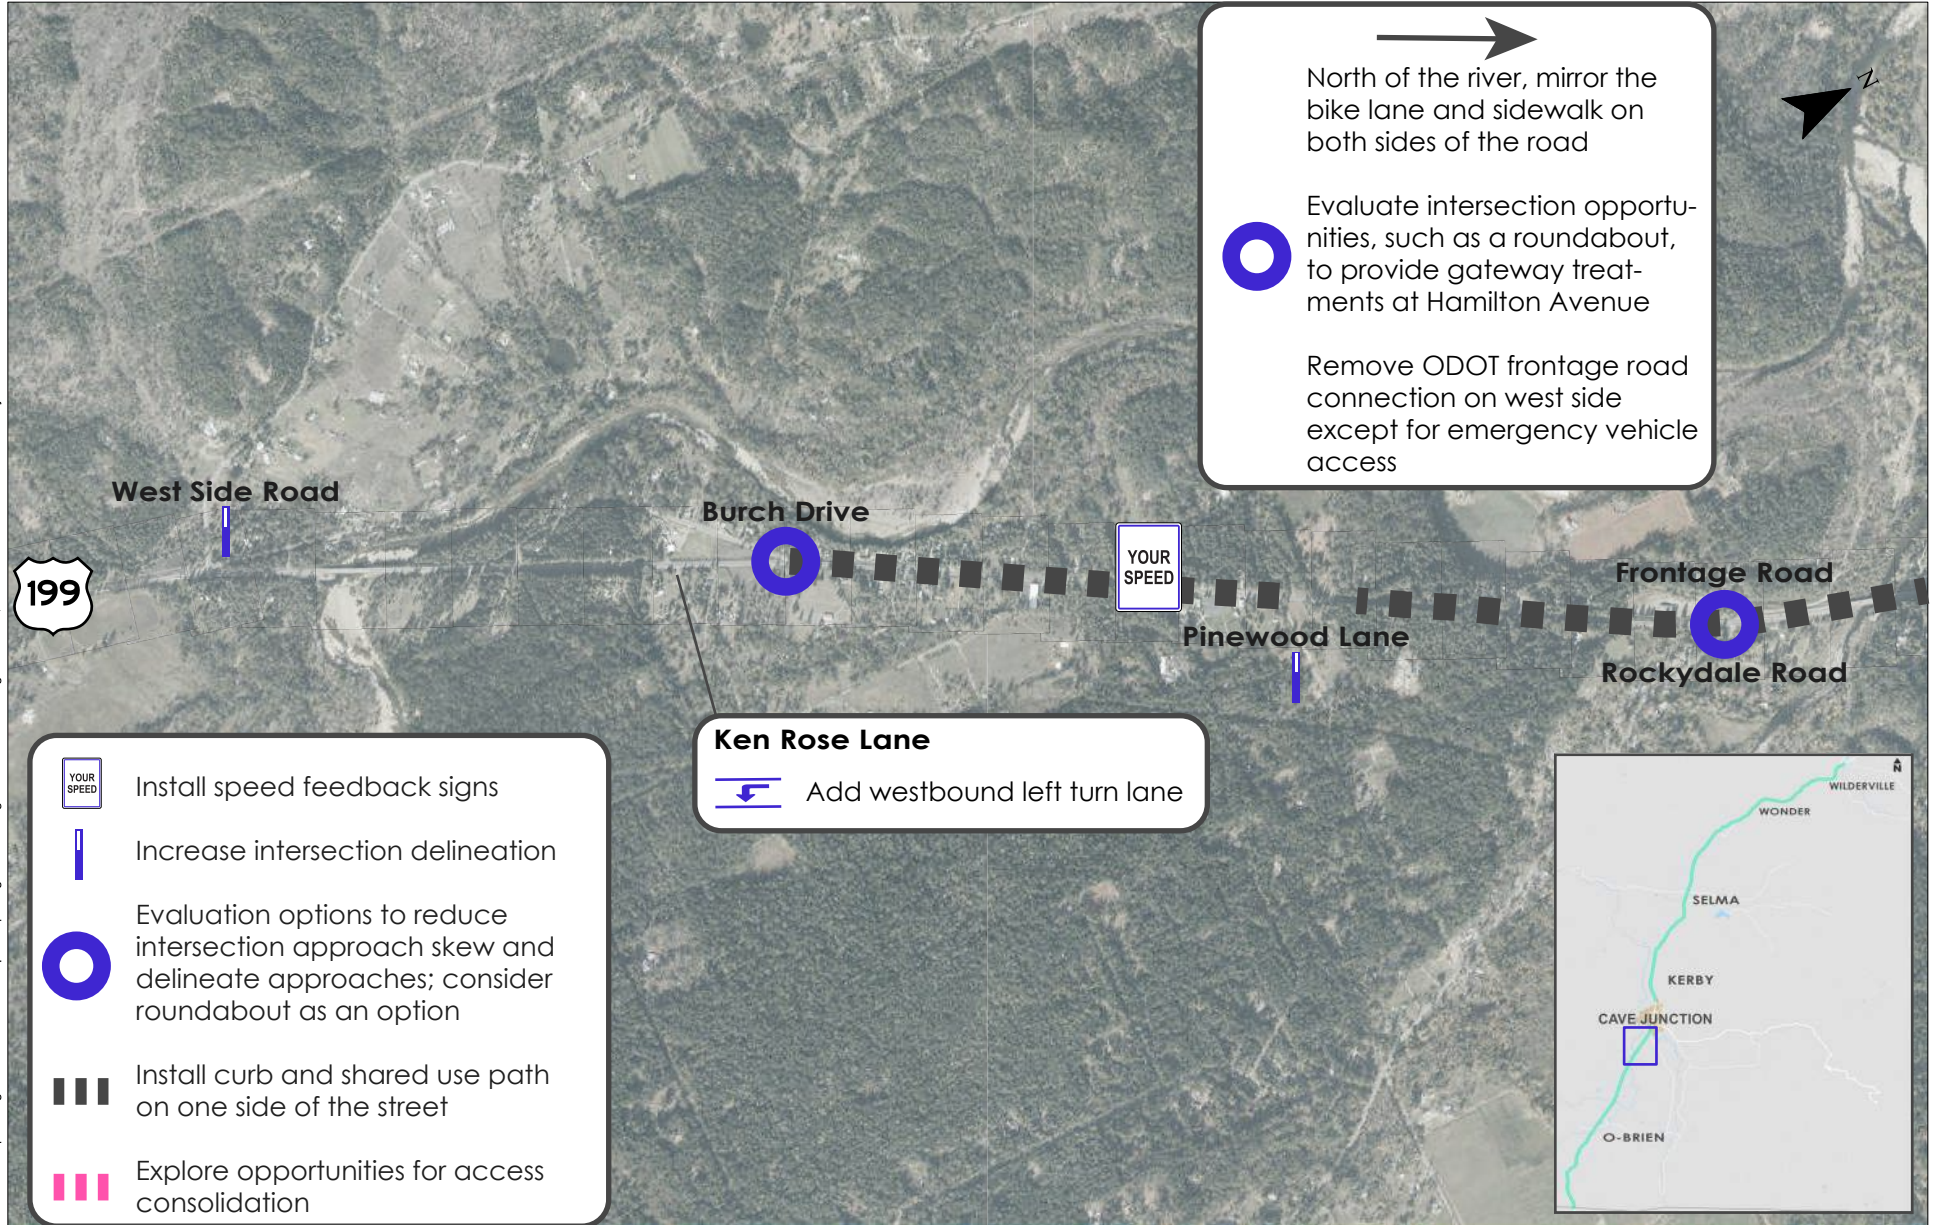 North of the river, mirror the
bike lane and sidewalk on
both sides of the road
Evaluate intersection opportu-
nities, such as a roundabout,
to provide gateway treat-
ments at Hamilton Avenue
Remove ODOT frontage road
connection on west side
except for emergency vehicle
access
N
West Side Road
199
Burch Drive
YOUR
SPEED
Pinewood Lane
Frontage Road
Rockydale Road
Ken Rose Lane
Add westbound left turn lane
YOUR
SPEED
Install speed feedback signs
Increase intersection delineation
Evaluation options to reduce
intersection approach skew and
delineate approaches; consider
roundabout as an option
Install curb and shared use path
on one side of the street
Explore opportunities for access
consolidation
N
WILDERVILLE
WONDER
SELMA
KERBY
CAVE JUNCTION
O-BRIEN